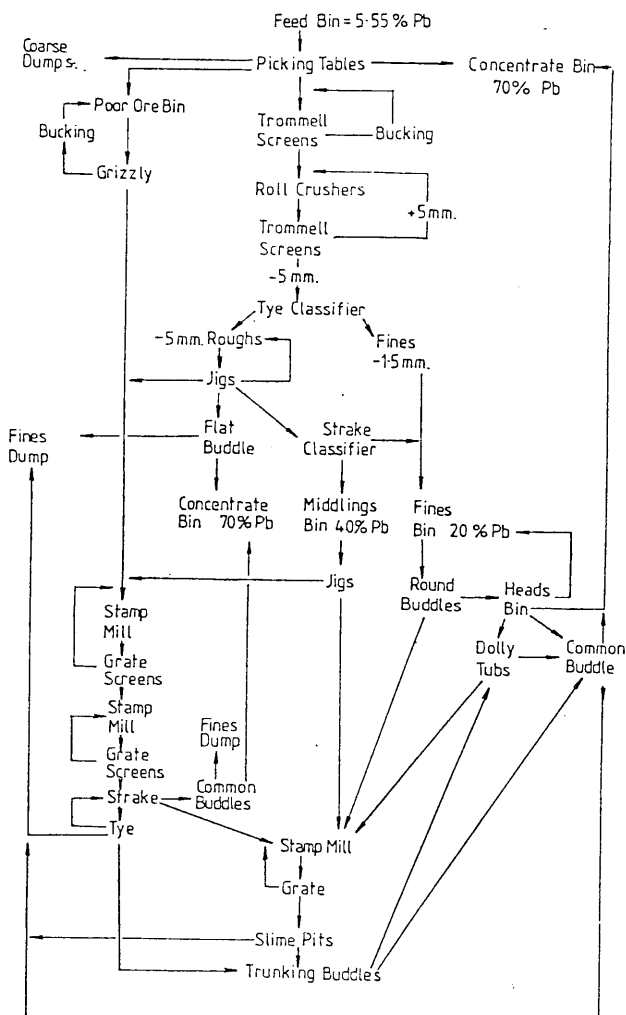 Feed Bin = 5·55 % Pb
Coarse
Dumps.
Picking Tables
Concentrate Bin
70% Pb
Poor Ore Bin
Bucking
Grizzly
Trommell
Screens
Bucking
Roll Crushers
+5mm.
Trommell
Screens
-5 mm.
Tye Classifier
-5mm. Roughs
Fines
-1·5 mm.
Jigs
Fines
Dump
Flat
Buddle
Strake
Classifier
Concentrate
Bin 70% Pb
Middlings
Bin 40% Pb
Fines
Bin 20 % Pb
Jigs
Round
Buddles
Heads
Bin
Stamp
Mill
Grate
Screens
Dolly
Tubs
Common
Buddle
Stamp
Mill
Grate
Screens
Fines
Dump
Strake
Common
Buddles
Tye
Stamp Mill
Grate
Slime Pits
Trunking Buddles